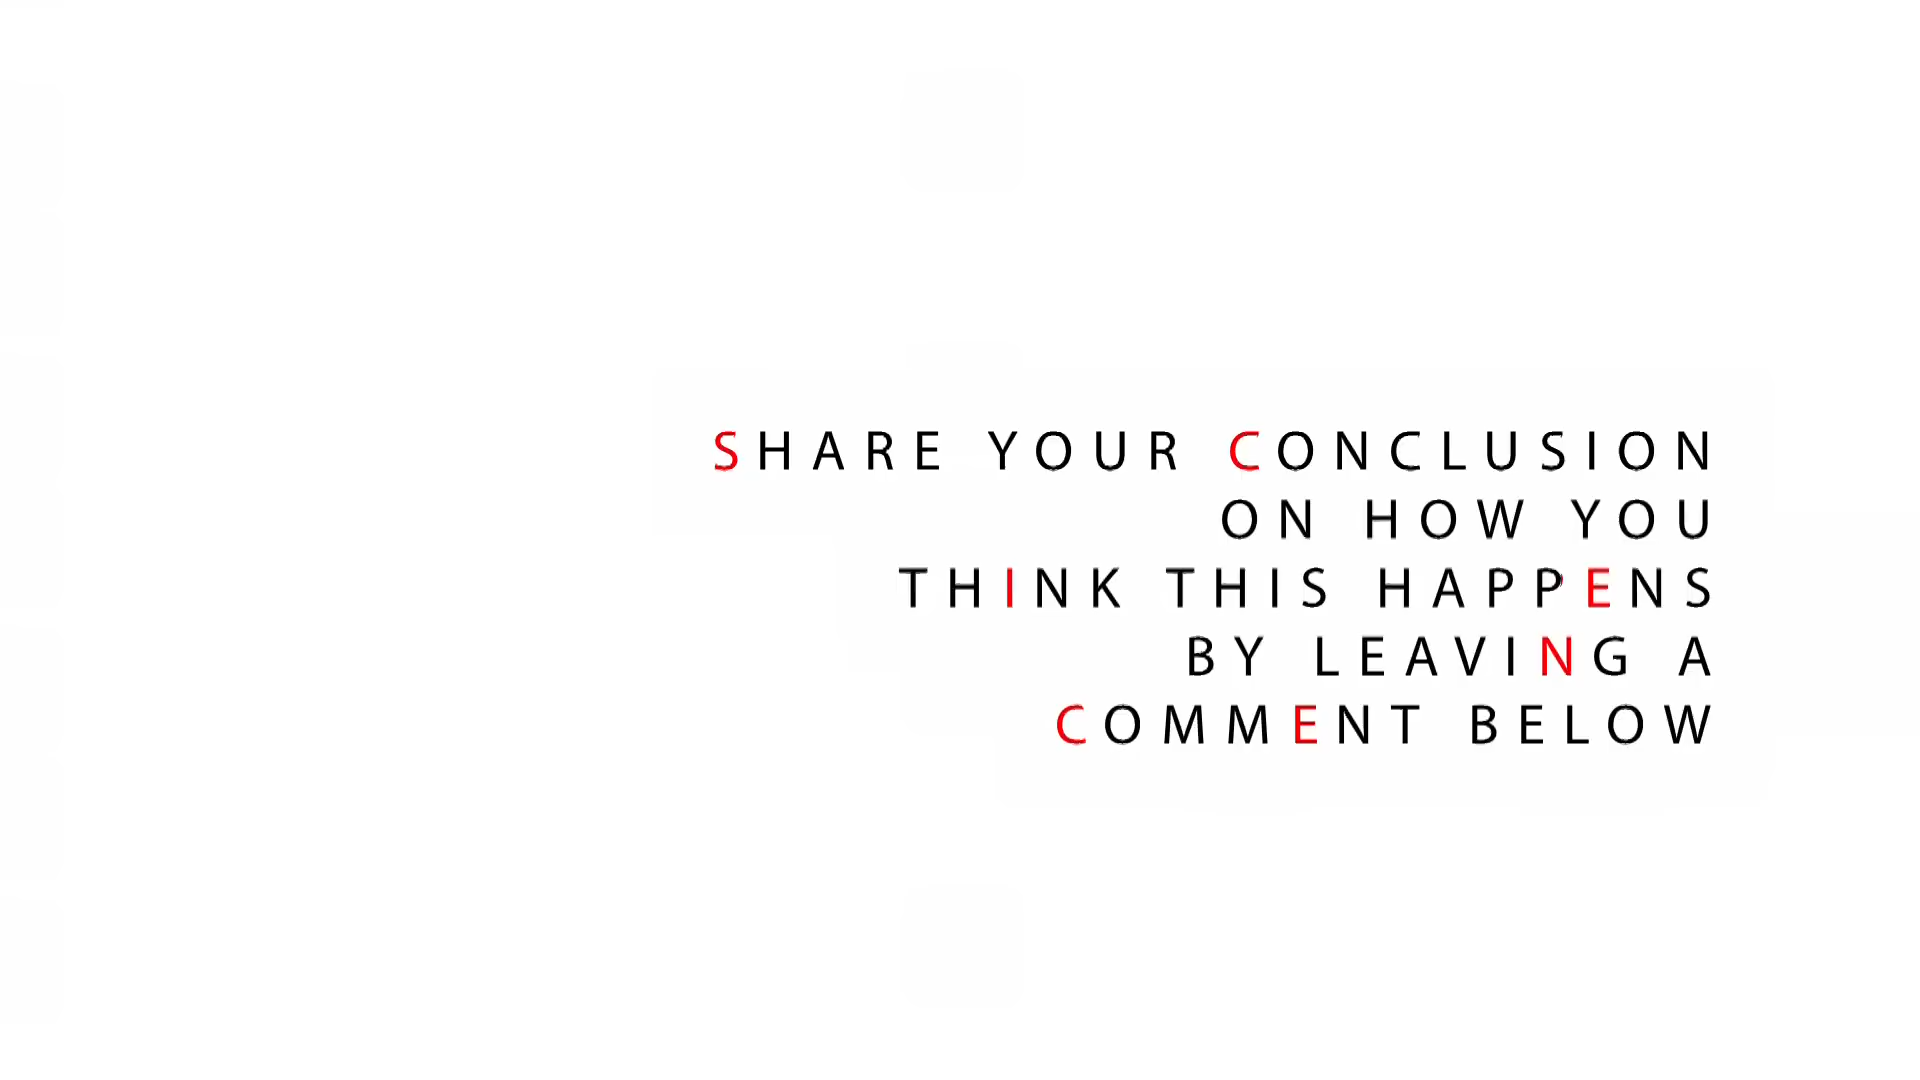 SHARE YOUR CONCLUSION
ON HOW YOU
THINK THIS HAPPENS
BY LEAVING A
COMMENT BELOW